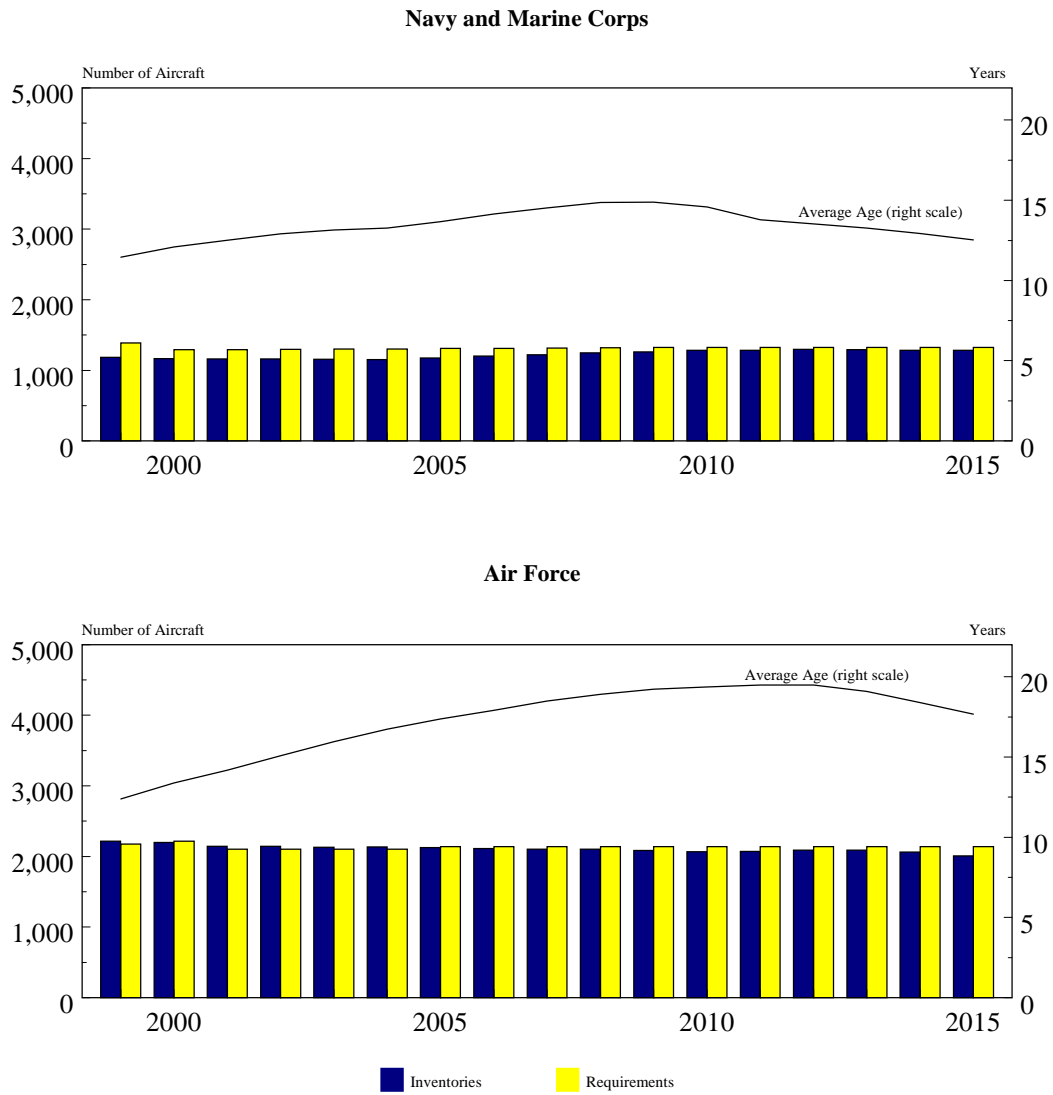 Navy and Marine Corps
Number of Aircraft Years
5,000
20
4,000
15
Average Age (right scale)
3,000
10
2,000
5
1,000
0 0
2000 2005 2010 2015
Air Force
Number of Aircraft Years
5,000
20
Average Age (right scale)
4,000
15
3,000
10
2,000
5
1,000
0 0
2000 2005 2010 2015
Inventories Requirements